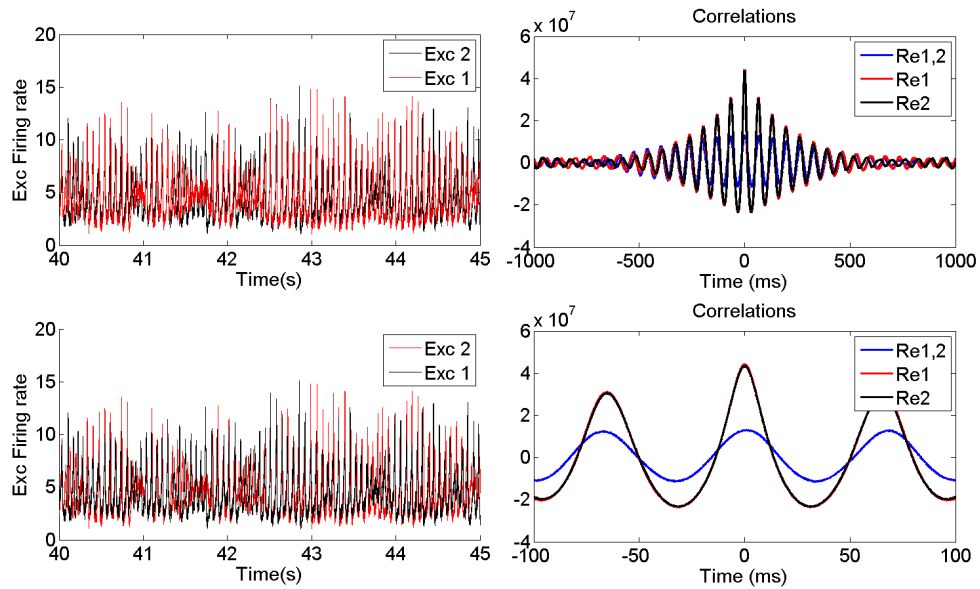 20
15
10
5
0
Exc Firing rate
Exc 2
Exc 1
40
41
42
43
44
45
Time(s)
Correlations
x 10^7
6
4
2
0
-2
-4
Re1,2
Re1
Re2
-1000
-500
0
500
1000
Time (ms)
20
15
10
5
0
Exc Firing rate
Exc 2
Exc 1
40
41
42
43
44
45
Time(s)
Correlations
x 10^7
6
4
2
0
-2
-4
Re1,2
Re1
Re2
-100
-50
0
50
100
Time (ms)